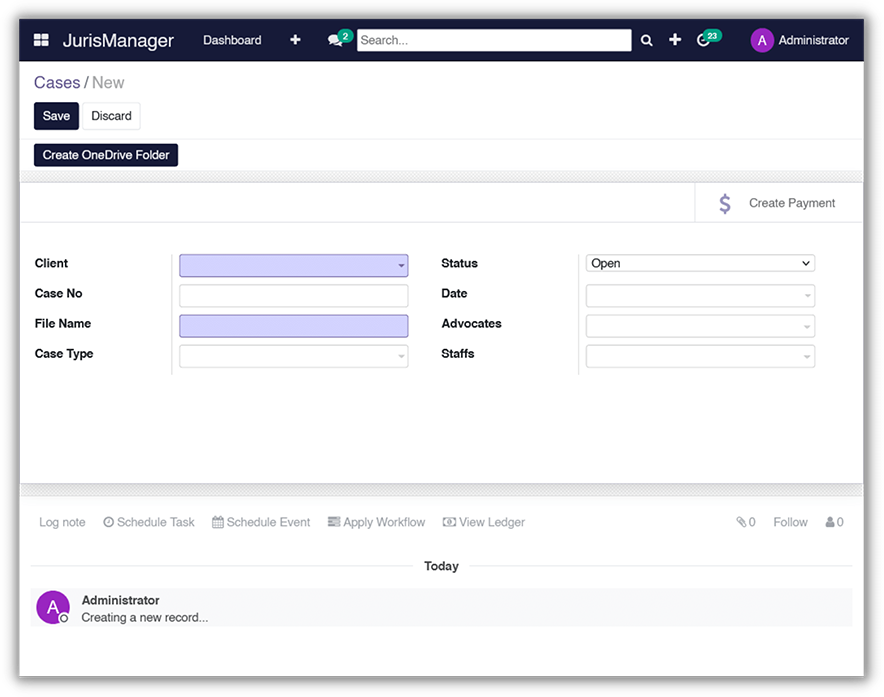 JurisManager Dashboard 2 Search... 23 A Administrator
Cases / New
Save Discard
Create OneDrive Folder
$ Create Payment
Client Status Open
Case No Date
File Name Advocates
Case Type Staffs
Log note Schedule Task Schedule Event Apply Workflow View Ledger 0 Follow 0
Today
A Administrator
Creating a new record...